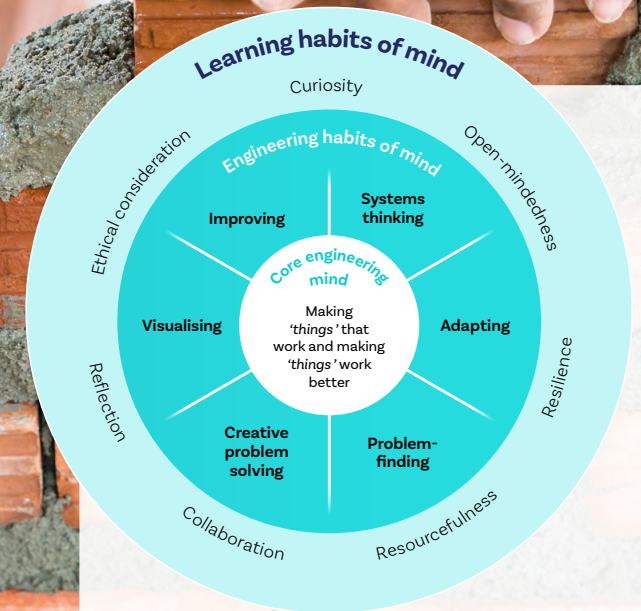 Learning habits of mind
Curiosity
Open-mindedness
Resilience
Resourcefulness
Collaboration
Reflection
Ethical consideration
Engineering habits of mind
Systems
thinking
Adapting
Problem-
finding
Creative
problem
solving
Visualising
Improving
Core engineering
mind
Making
‘things’ that
work and making
‘things’ work
better